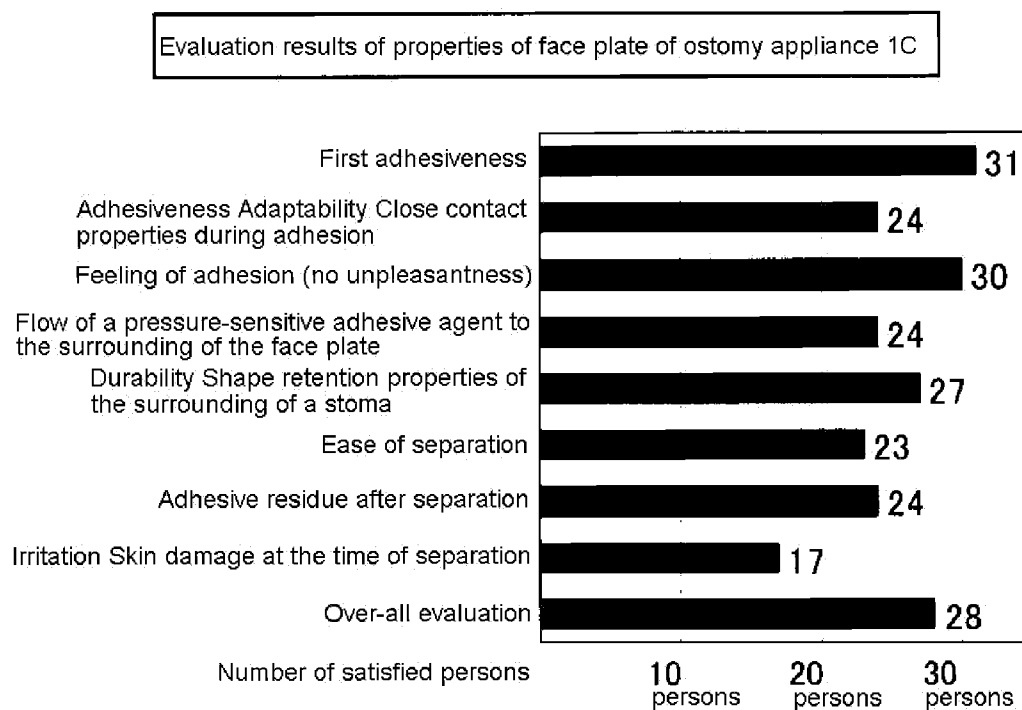 Evaluation results of properties of face plate of ostomy appliance 1C
First adhesiveness
31
Adhesiveness Adaptability Close contact
properties during adhesion
24
Feeling of adhesion (no unpleasantness)
30
Flow of a pressure-sensitive adhesive agent to
the surrounding of the face plate
24
Durability Shape retention properties of
the surrounding of a stoma
27
Ease of separation
23
Adhesive residue after separation
24
Irritation Skin damage at the time of separation
17
Over-all evaluation
28
Number of satisfied persons
10 20 30
persons persons persons